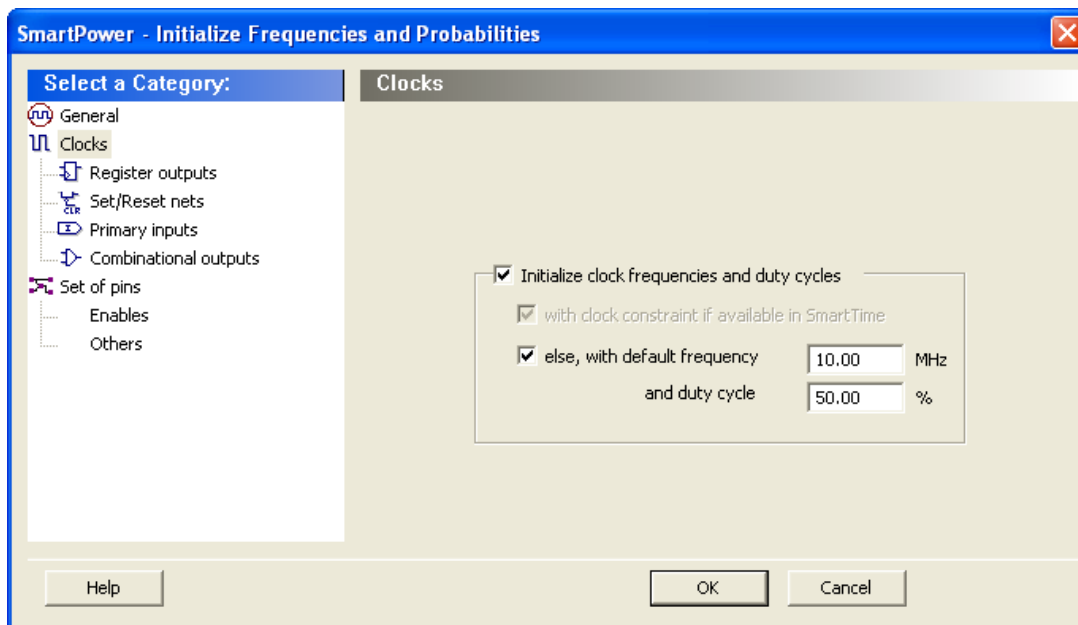 SmartPower - Initialize Frequencies and Probabilities
Select a Category:
General
Clocks
Register outputs
CLR
Set/Reset nets
Primary inputs
Combinational outputs
Set of pins
Enables
Others
Clocks
Initialize clock frequencies and duty cycles
with clock constraint if available in SmartTime
else, with default frequency 10.00 MHz
and duty cycle 50.00 %
Help OK Cancel